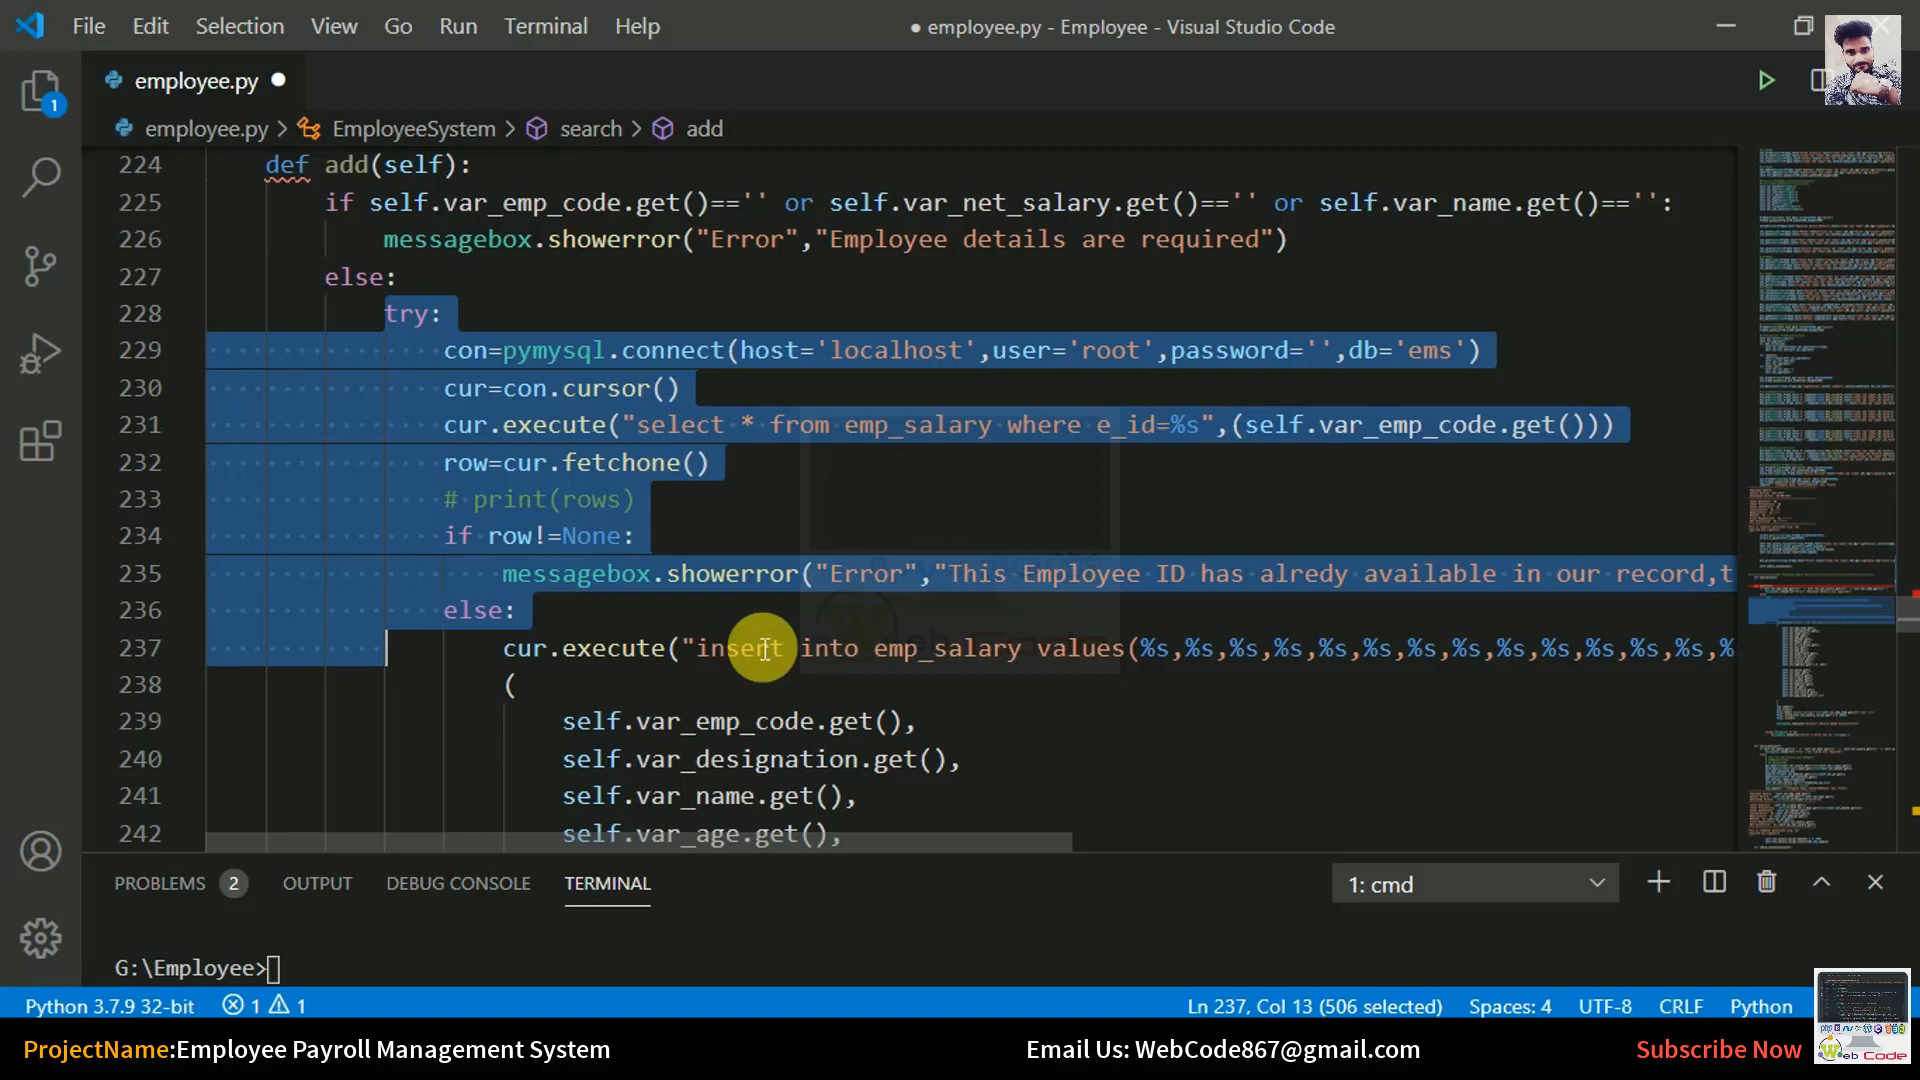 File Edit Selection View Go Run Terminal Help
● employee.py - Employee - Visual Studio Code
employee.py ●
employee.py > EmployeeSystem > search > add
224 def add(self):
225 if self.var_emp_code.get()=='' or self.var_net_salary.get()=='' or self.var_name.get()=='':
226 messagebox.showerror("Error","Employee details are required")
227 else:
228 try:
229 con=pymysql.connect(host='localhost',user='root',password='',db='ems')
230 cur=con.cursor()
231 cur.execute("select * from emp_salary where e_id=%s",(self.var_emp_code.get()))
232 row=cur.fetchone()
233 # print(rows)
234 if row!=None:
235 messagebox.showerror("Error","This Employee ID has alredy available in our record,t
236 else:
237 cur.execute("insert into emp_salary values(%s,%s,%s,%s,%s,%s,%s,%s,%s,%s,%s,%s,%s,%
238 (
239 self.var_emp_code.get(),
240 self.var_designation.get(),
241 self.var_name.get(),
242 self.var_age.get(),
PROBLEMS 2 OUTPUT DEBUG CONSOLE TERMINAL
1: cmd
G:\Employee>
Python 3.7.9 32-bit 1 1
Ln 237, Col 13 (506 selected) Spaces: 4 UTF-8 CRLF Python
ProjectName:Employee Payroll Management System
Email Us: WebCode867@gmail.com
Subscribe Now
Web Code